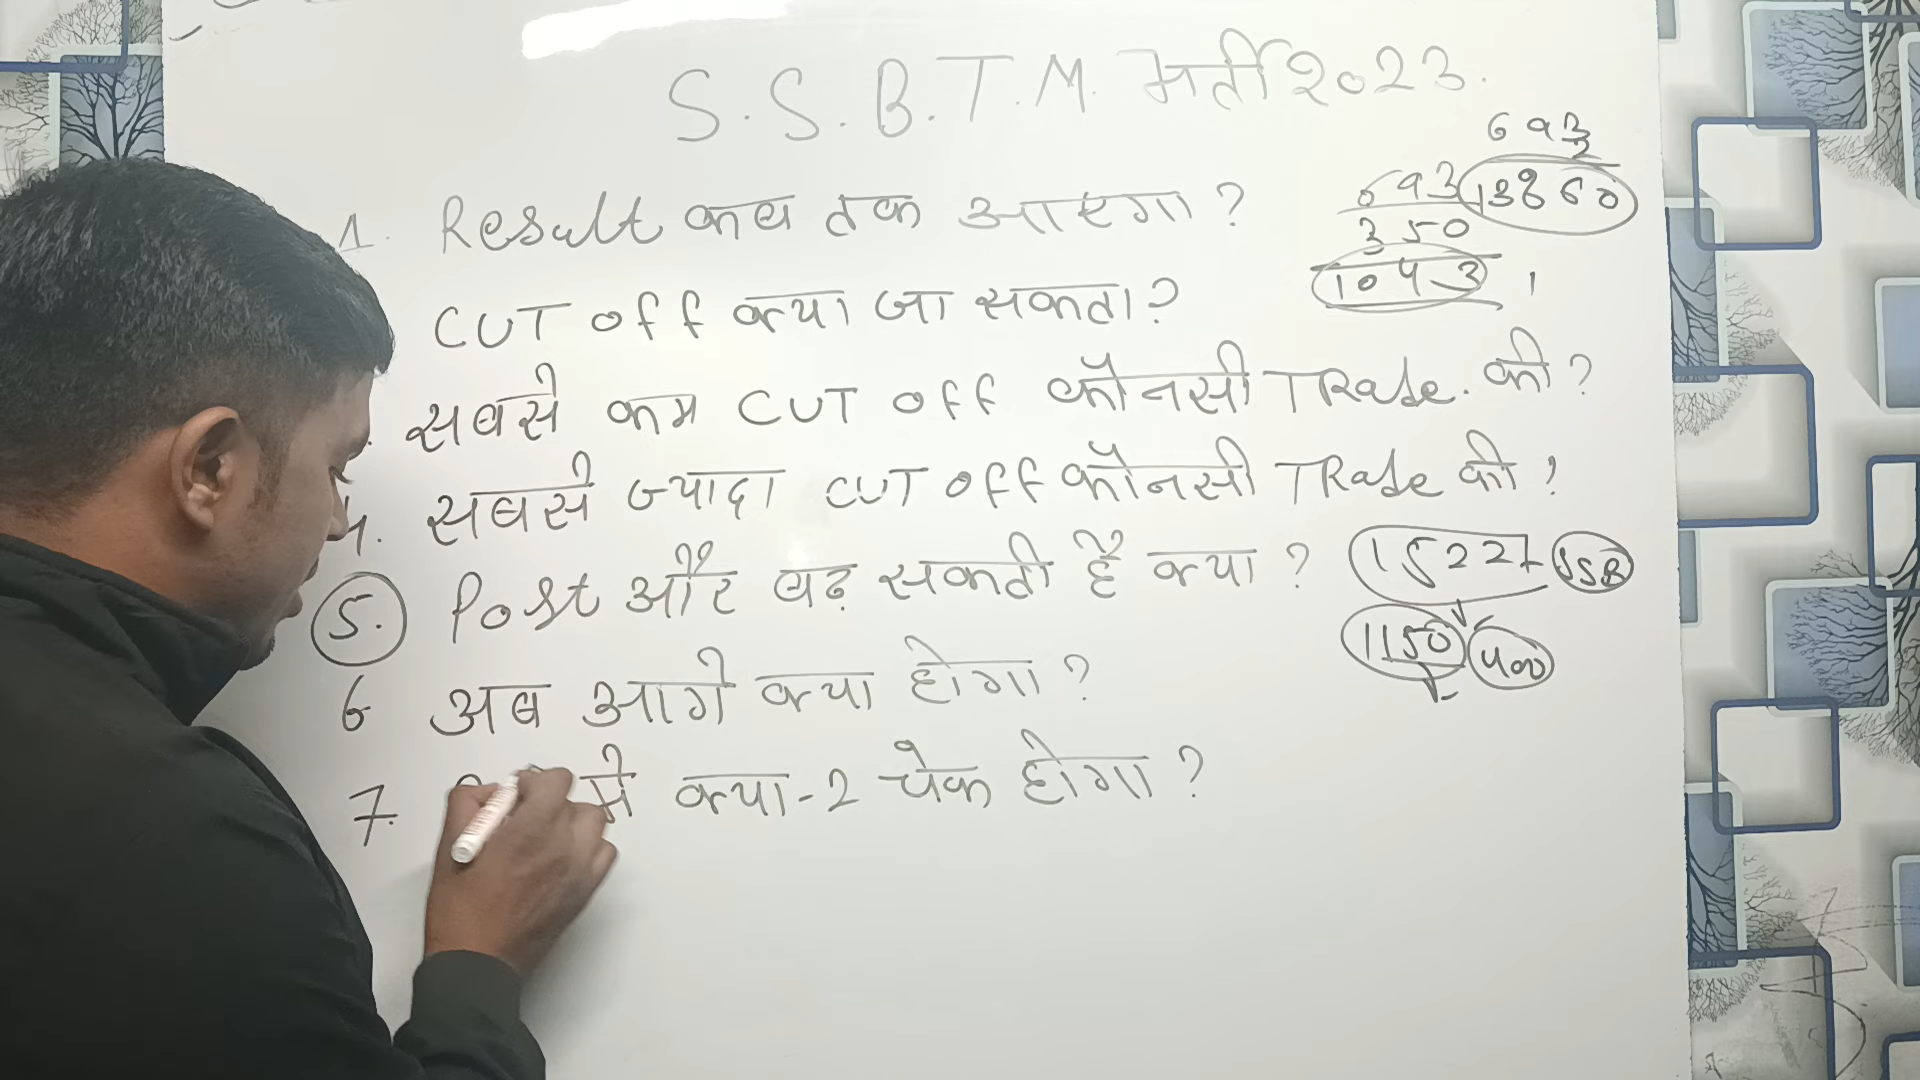 S.S.B.T.M. भर्ती 2023.
1. Result कब तक आएगा?
CUT off क्या जा सकता?
सबसे कम CUT off कौनसी TRade. की?
4. सबसे ज्यादा CUT off कौनसी TRade की?
5. Post और बढ़ सकती है क्या?
6 अब आगे क्या होगा?
7. में क्या-2 चेक होगा?
693
13860
693
350
1043
15227 SSB
1150 400